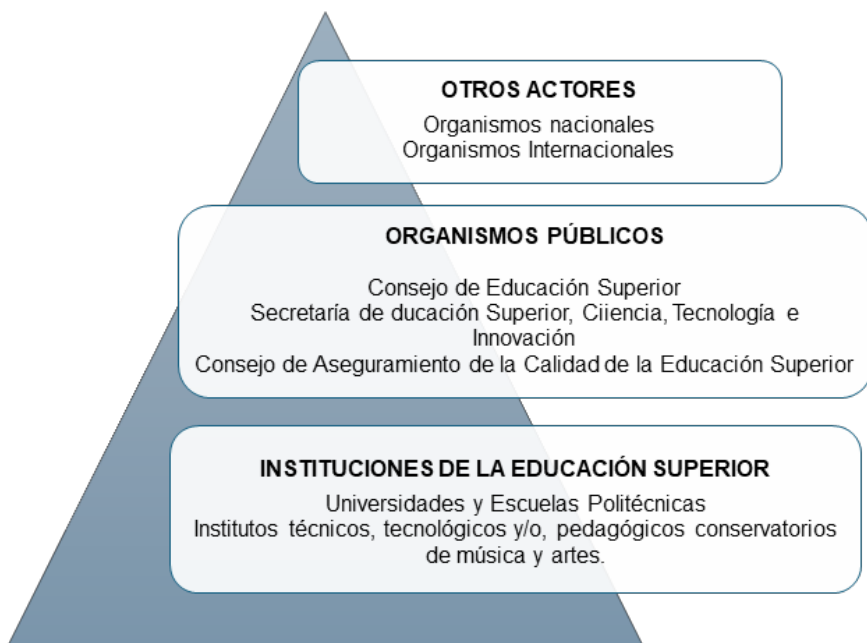 OTROS ACTORES
Organismos nacionales
Organismos Internacionales
ORGANISMOS PÚBLICOS
Consejo de Educación Superior
Secretaría de ducación Superior, Ciiencia, Tecnología e
Innovación
Consejo de Aseguramiento de la Calidad de la Educación Superior
INSTITUCIONES DE LA EDUCACIÓN SUPERIOR
Universidades y Escuelas Politécnicas
Institutos técnicos, tecnológicos y/o, pedagógicos conservatorios
de música y artes.